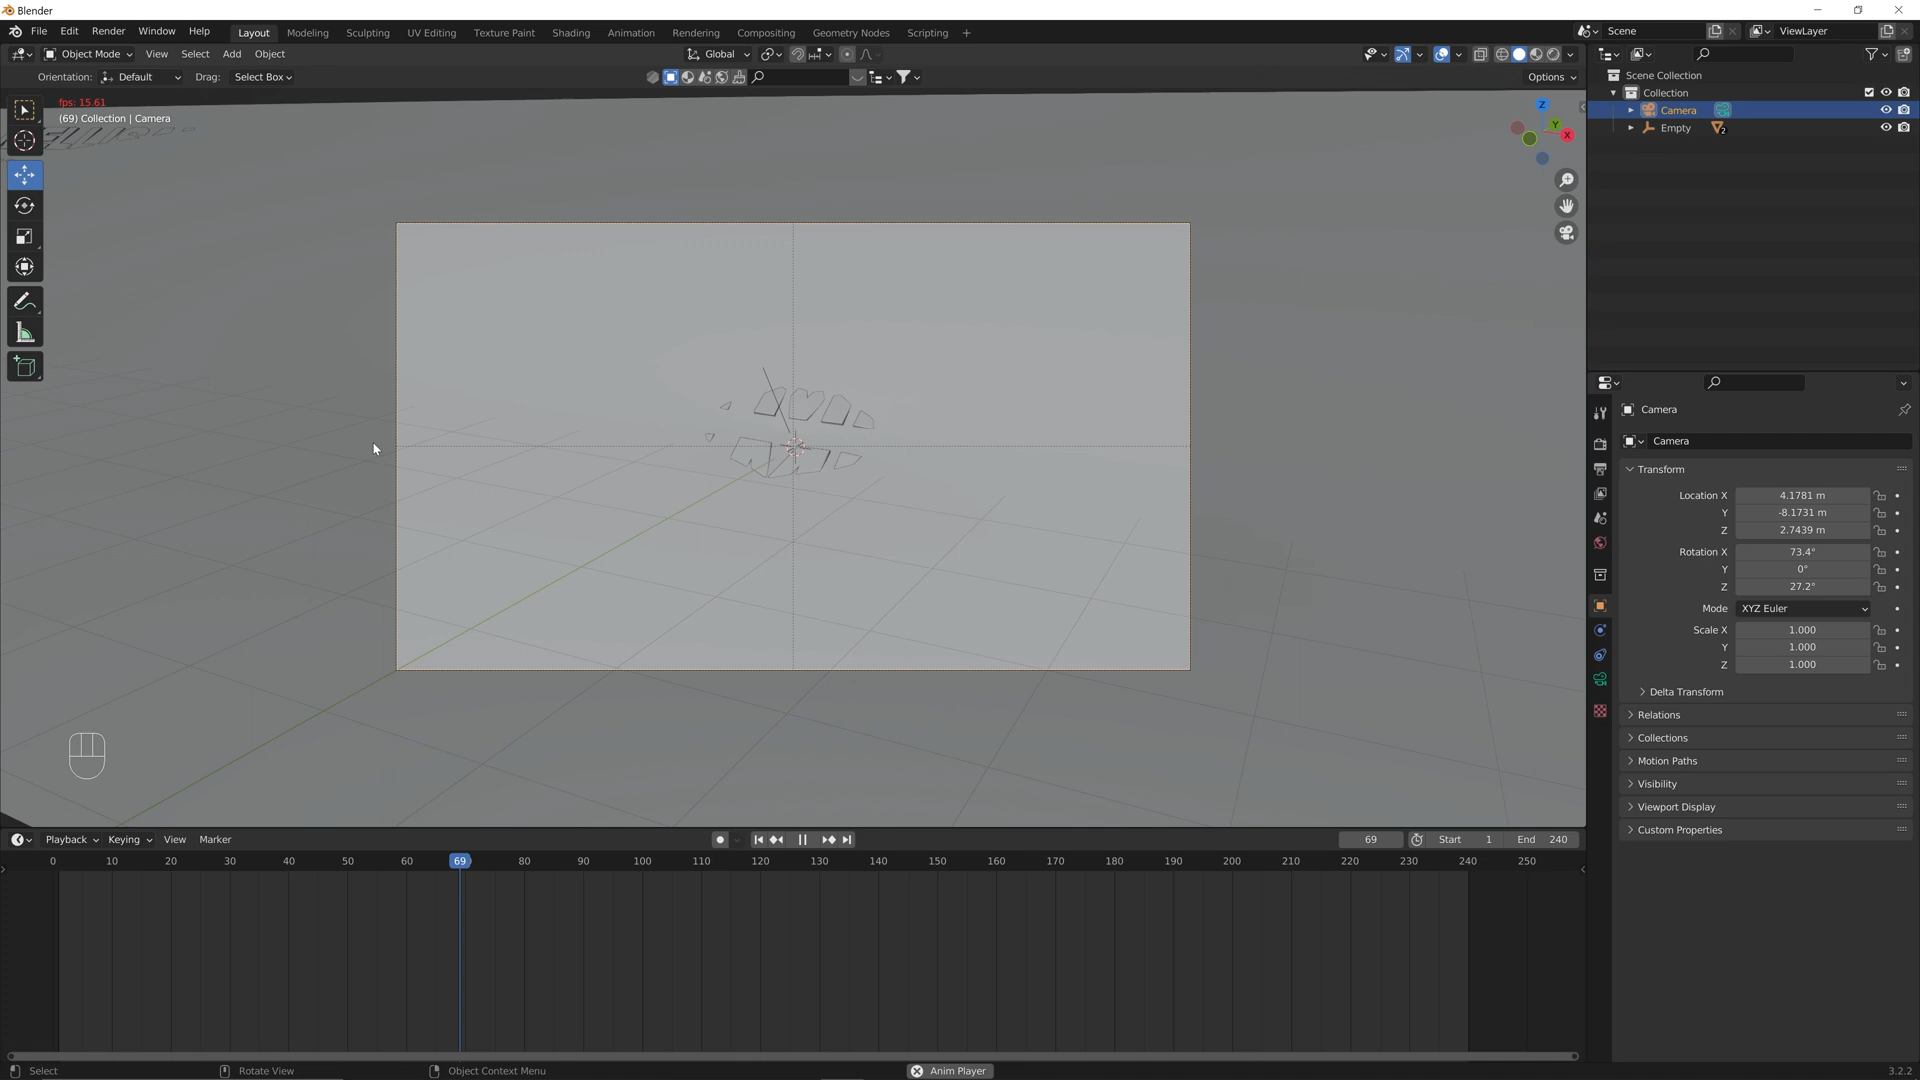 Blender
File Edit Render Window Help Layout Modeling Sculpting UV Editing Texture Paint Shading Animation Rendering Compositing Geometry Nodes Scripting + Scene ViewLayer
Object Mode View Select Add Object Global
Orientation: Default Drag: Select Box Options
fps: 15.61
(69) Collection | Camera
Z
Y
X
Scene Collection
Collection
Camera
Empty 2
Camera
Camera
Transform
Location X 4.1781 m
Y -8.1731 m
Z 2.7439 m
Rotation X 73.4°
Y 0°
Z 27.2°
Mode XYZ Euler
Scale X 1.000
Y 1.000
Z 1.000
Delta Transform
Relations
Collections
Motion Paths
Visibility
Viewport Display
Custom Properties
Playback Keying View Marker 69 Start 1 End 240
0 10 20 30 40 50 60 69 80 90 100 110 120 130 140 150 160 170 180 190 200 210 220 230 240 250
Select Rotate View Object Context Menu Anim Player 3.2.2